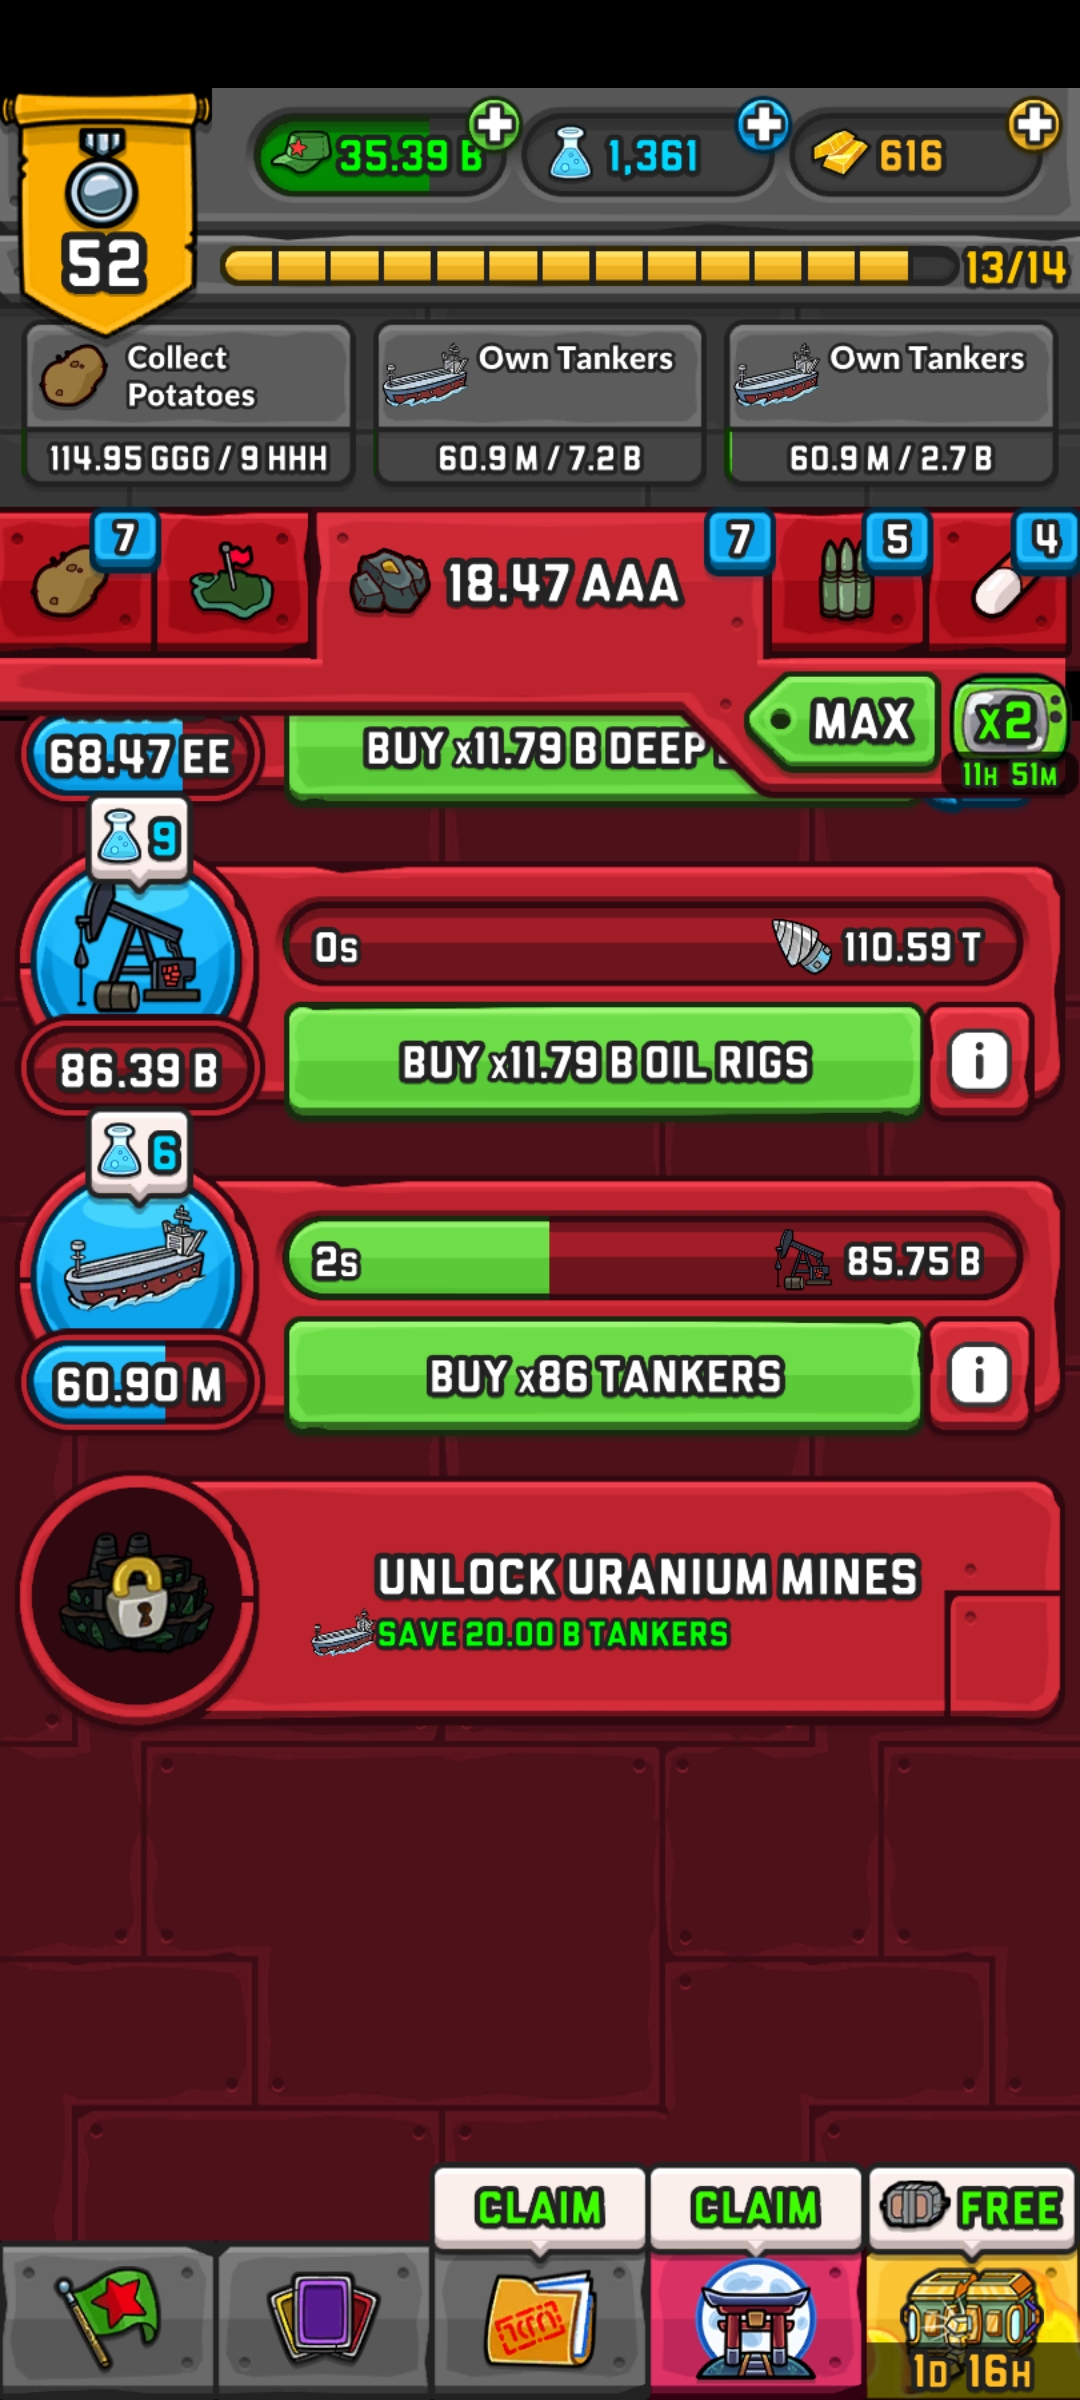 35.39 B
1,361
616
52
13/14
Collect
Potatoes
114.95 GGG / 9 HHH
Own Tankers
60.9 M / 7.2 B
Own Tankers
60.9 M / 2.7 B
7
18.47 AAA
7
5
4
MAX
x2
11H 51M
68.47 EE
BUY x11.79 B DEEP
9
0s
110.59 T
86.39 B
BUY x11.79 B OIL RIGS
i
6
2s
85.75 B
60.90 M
BUY x86 TANKERS
i
UNLOCK URANIUM MINES
SAVE 20.00 B TANKERS
CLAIM
CLAIM
FREE
1D 16H